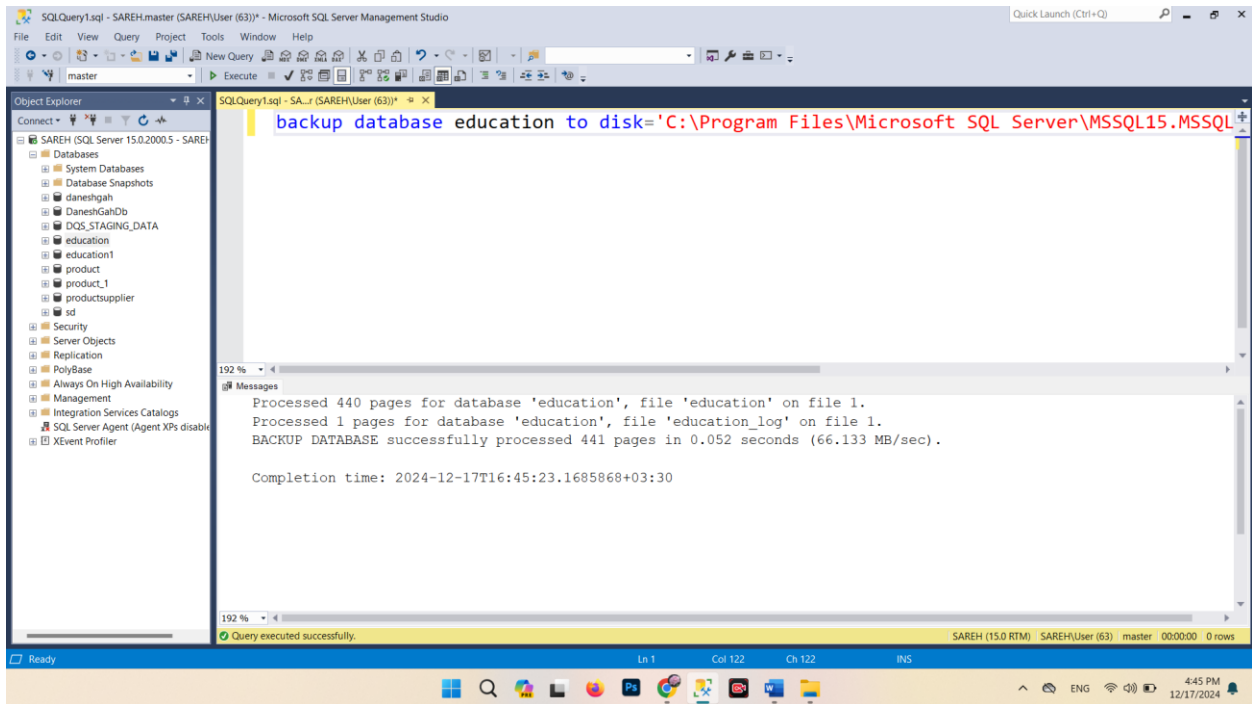 SQLQuery1.sql - SAREH.master (SAREH\User (63))* - Microsoft SQL Server Management Studio
Quick Launch (Ctrl+Q)
File Edit View Query Project Tools Window Help
New Query
master
Execute
Object Explorer
SQLQuery1.sql - SA...r (SAREH\User (63))*
Connect
backup database education to disk='C:\Program Files\Microsoft SQL Server\MSSQL15.MSSQL
SAREH (SQL Server 15.0.2000.5 - SAREH
Databases
System Databases
Database Snapshots
daneshgah
DaneshGahDb
DQS_STAGING_DATA
education
education1
product
product_1
productsupplier
sd
Security
Server Objects
Replication
PolyBase
Always On High Availability
Management
Integration Services Catalogs
SQL Server Agent (Agent XPs disable
XEvent Profiler
192 %
Messages
Processed 440 pages for database 'education', file 'education' on file 1.
Processed 1 pages for database 'education', file 'education_log' on file 1.
BACKUP DATABASE successfully processed 441 pages in 0.052 seconds (66.133 MB/sec).
Completion time: 2024-12-17T16:45:23.1685868+03:30
192 %
Query executed successfully.
SAREH (15.0 RTM) SAREH\User (63) master 00:00:00 0 rows
Ready
Ln 1 Col 122 Ch 122 INS
Ps
ENG
4:45 PM
12/17/2024